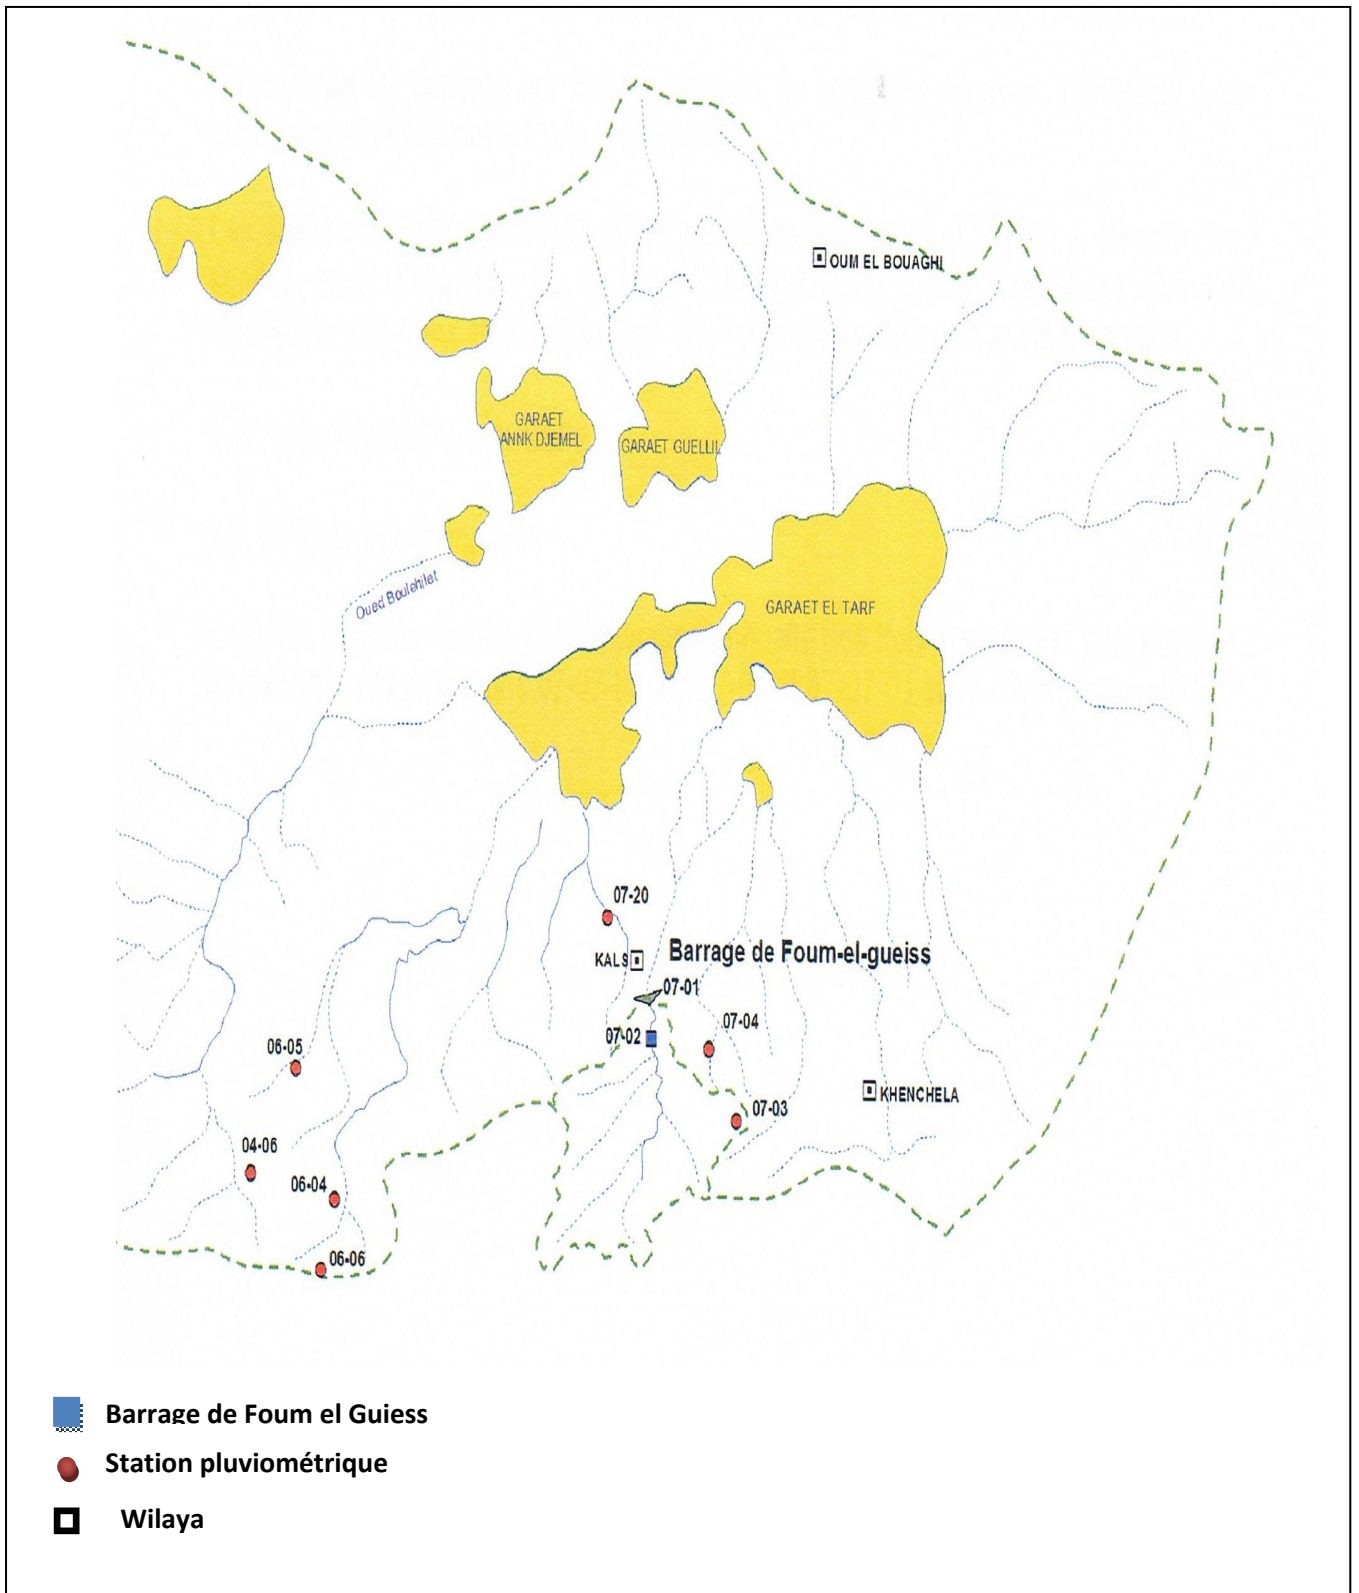 OUM EL BOUAGHI
GARAET
ANNK DJEMEL
GARAET GUELLIL
Oued Boulehilet
GARAET EL TARF
07-20
KALS
Barrage de Foum-el-gueiss
07-01
07-02
07-04
06-05
KHENCHELA
07-03
04-06
06-04
06-06
Barrage de Foum el Guiess
Station pluviométrique
Wilaya